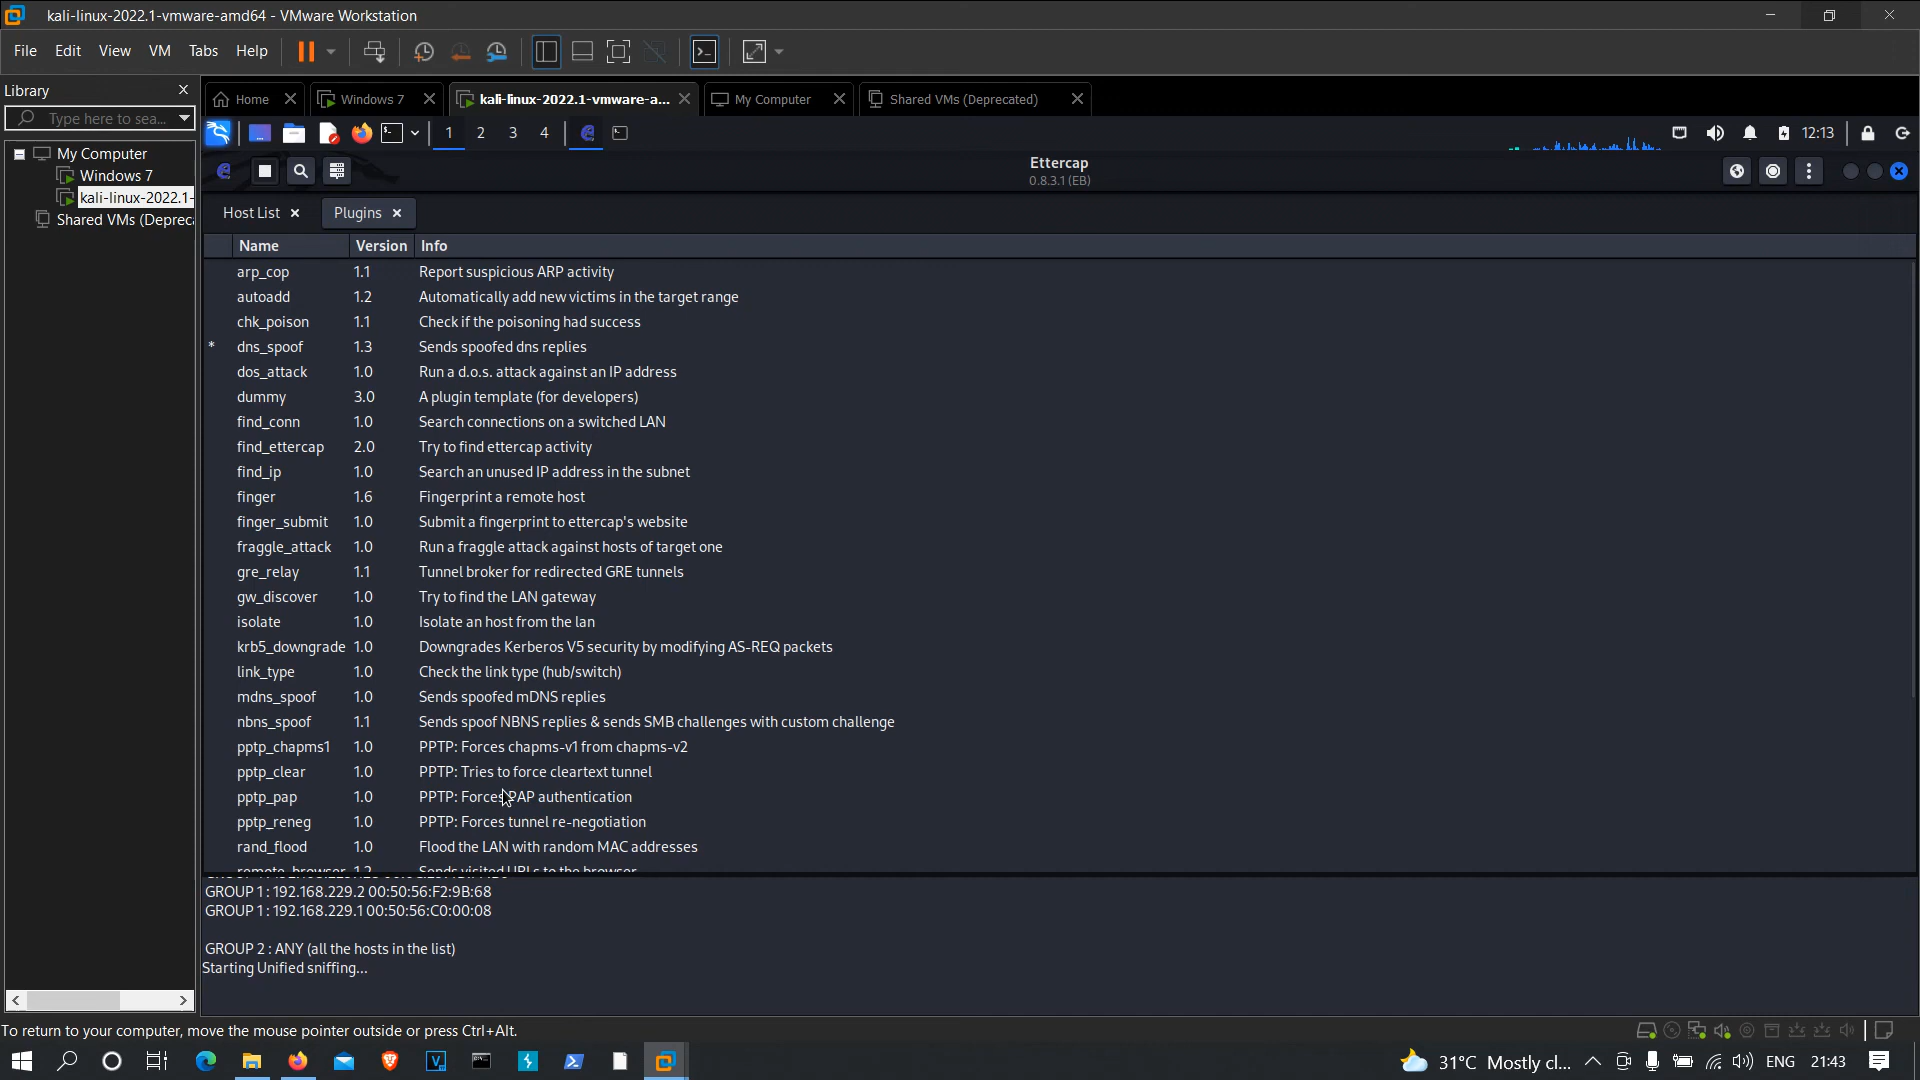 kali-linux-2022.1-vmware-amd64 - VMware Workstation
File Edit View VM Tabs Help
Library
Type here to sea...
My Computer
Windows 7
kali-linux-2022.1-
Shared VMs (Depreca
Home Windows 7 kali-linux-2022.1-vmware-a... My Computer Shared VMs (Deprecated)
1 2 3 4 12:13
Ettercap
0.8.3.1 (EB)
Host List Plugins
Name Version Info
arp_cop 1.1 Report suspicious ARP activity
autoadd 1.2 Automatically add new victims in the target range
chk_poison 1.1 Check if the poisoning had success
* dns_spoof 1.3 Sends spoofed dns replies
dos_attack 1.0 Run a d.o.s. attack against an IP address
dummy 3.0 A plugin template (for developers)
find_conn 1.0 Search connections on a switched LAN
find_ettercap 2.0 Try to find ettercap activity
find_ip 1.0 Search an unused IP address in the subnet
finger 1.6 Fingerprint a remote host
finger_submit 1.0 Submit a fingerprint to ettercap's website
fraggle_attack 1.0 Run a fraggle attack against hosts of target one
gre_relay 1.1 Tunnel broker for redirected GRE tunnels
gw_discover 1.0 Try to find the LAN gateway
isolate 1.0 Isolate an host from the lan
krb5_downgrade 1.0 Downgrades Kerberos V5 security by modifying AS-REQ packets
link_type 1.0 Check the link type (hub/switch)
mdns_spoof 1.0 Sends spoofed mDNS replies
nbns_spoof 1.1 Sends spoof NBNS replies & sends SMB challenges with custom challenge
pptp_chapms1 1.0 PPTP: Forces chapms-v1 from chapms-v2
pptp_clear 1.0 PPTP: Tries to force cleartext tunnel
pptp_pap 1.0 PPTP: Forces PAP authentication
pptp_reneg 1.0 PPTP: Forces tunnel re-negotiation
rand_flood 1.0 Flood the LAN with random MAC addresses
remote_browser 1.2 Sends visited URLs to the browser
GROUP 1 : 192.168.229.2 00:50:56:F2:9B:68
GROUP 1 : 192.168.229.1 00:50:56:C0:00:08
GROUP 2 : ANY (all the hosts in the list)
Starting Unified sniffing...
To return to your computer, move the mouse pointer outside or press Ctrl+Alt.
31°C Mostly cl... ENG 21:43